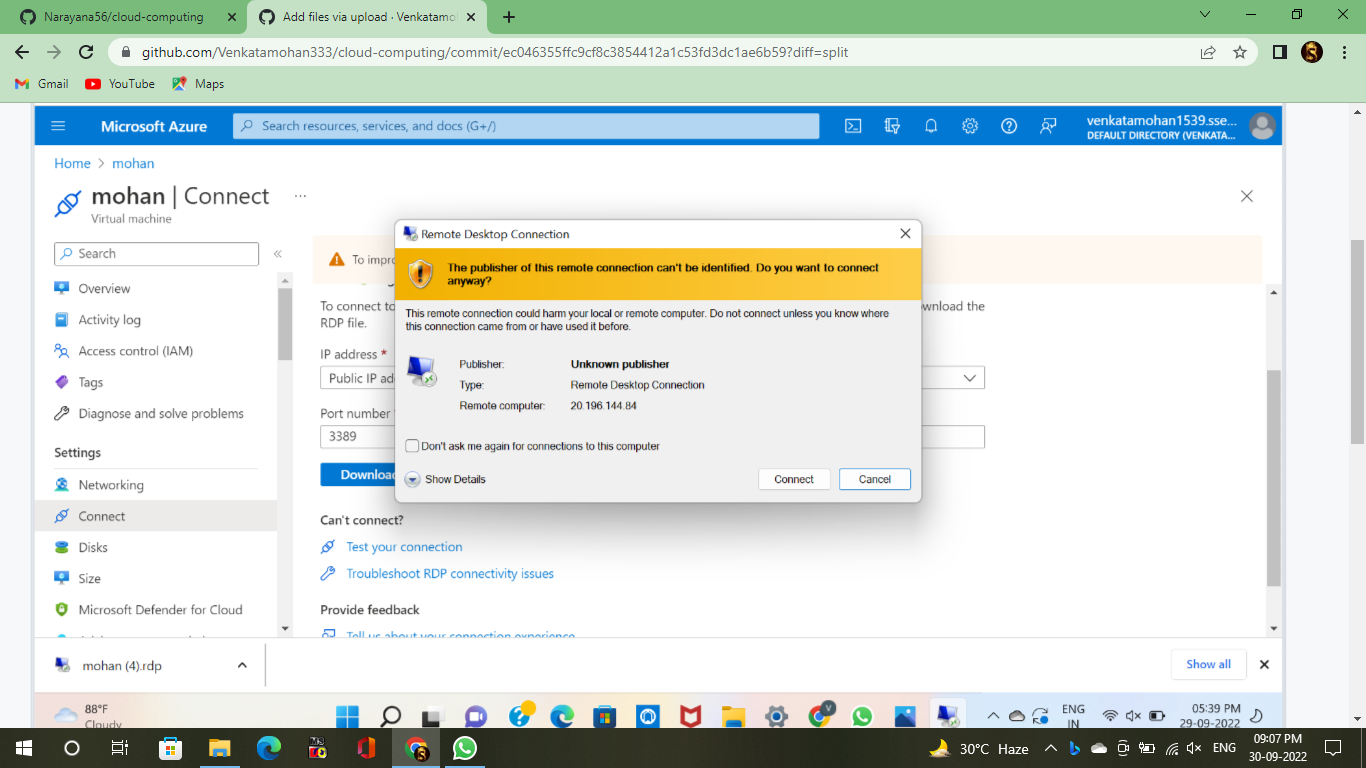 Narayana56/cloud-computing
Add files via upload · Venkatamo
github.com/Venkatamohan333/cloud-computing/commit/ec046355ffc9cf8c3854412a1c53fd3dc1ae6b59?diff=split
Gmail
YouTube
Maps
Microsoft Azure
Search resources, services, and docs (G+/)
venkatamohan1539.sse...
DEFAULT DIRECTORY (VENKATA...
Home > mohan
mohan | Connect ...
Virtual machine
Search
«
Overview
Activity log
Access control (IAM)
Tags
Diagnose and solve problems
Settings
Networking
Connect
Disks
Size
Microsoft Defender for Cloud
To impro
To connect to
wnload the
RDP file.
IP address *
Public IP ad
Port number
3389
Downloa
Remote Desktop Connection
The publisher of this remote connection can't be identified. Do you want to connect
anyway?
This remote connection could harm your local or remote computer. Do not connect unless you know where
this connection came from or have used it before.
Publisher: Unknown publisher
Type: Remote Desktop Connection
Remote computer: 20.196.144.84
Don't ask me again for connections to this computer
Show Details
Connect
Cancel
Can't connect?
Test your connection
Troubleshoot RDP connectivity issues
Provide feedback
Tell us about your connection experience
mohan (4).rdp
Show all
88°F
Cloudy
ENG
IN
05:39 PM
29-09-2022
30°C Haze
ENG
09:07 PM
30-09-2022